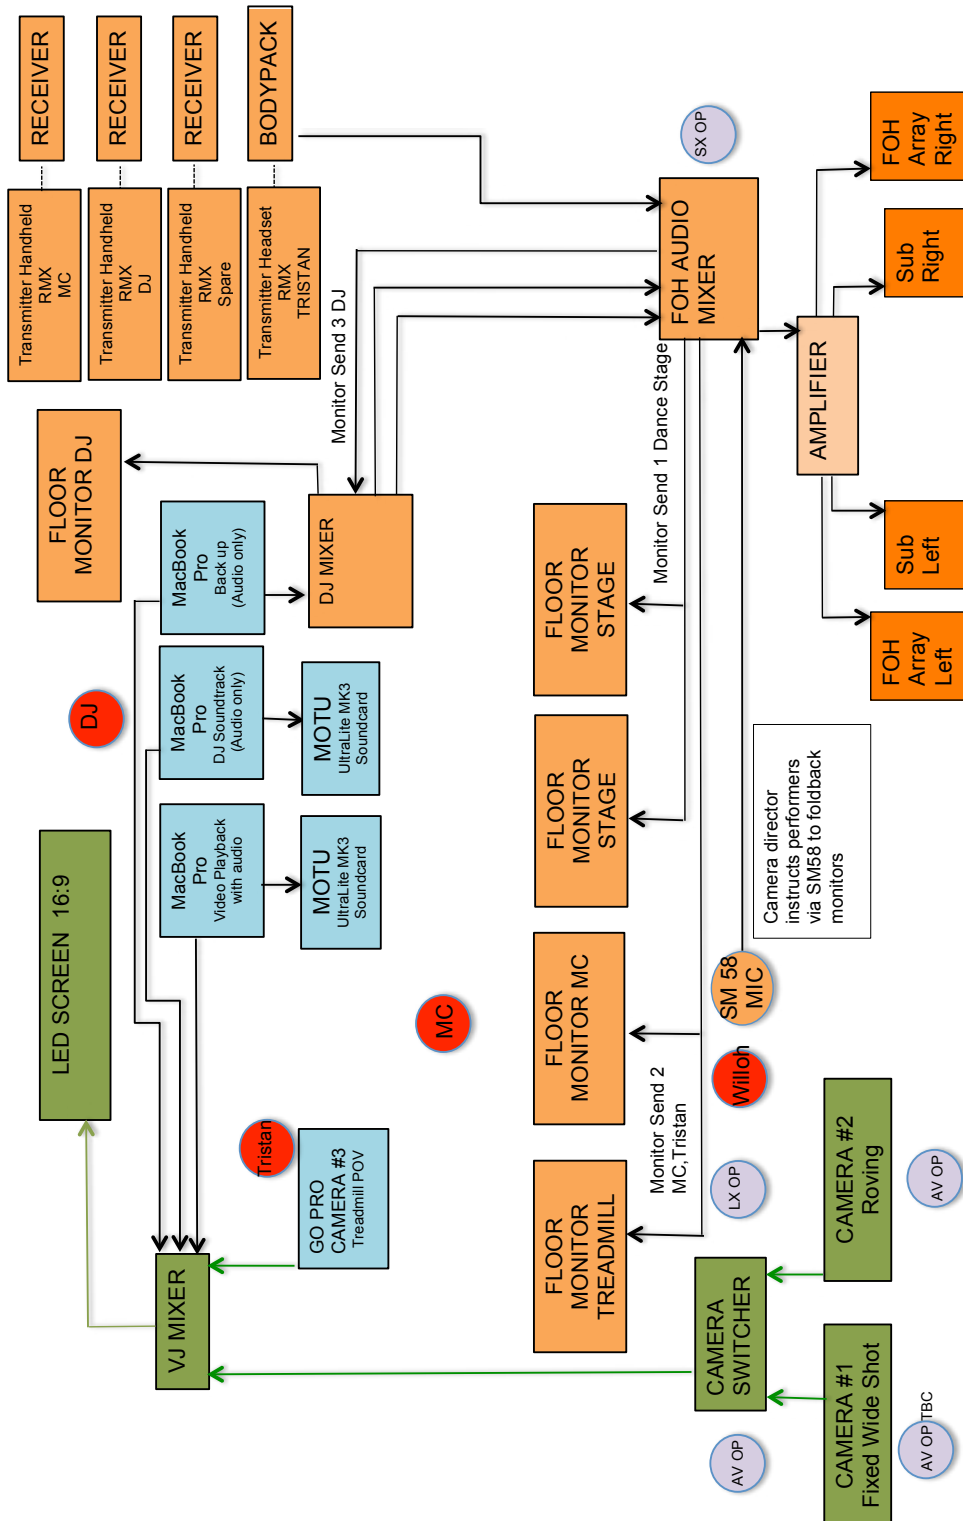 LED SCREEN 16:9
DJ
FLOOR
MONITOR DJ
Transmitter Handheld
RMX
MC
RECEIVER
Transmitter Handheld
RMX
DJ
RECEIVER
Transmitter Handheld
RMX
Spare
RECEIVER
Transmitter Headset
RMX
TRISTAN
BODYPACK
VJ MIXER
MacBook
Pro
Video Playback
with audio
MacBook
Pro
DJ Soundtrack
(Audio only)
MacBook
Pro
Back up
(Audio only)
Tristan
GO PRO
CAMERA #3
Treadmill POV
MOTU
UltraLite MK3
Soundcard
MOTU
UltraLite MK3
Soundcard
DJ MIXER
Monitor Send 3 DJ
MC
FLOOR
MONITOR
TREADMILL
FLOOR
MONITOR MC
FLOOR
MONITOR
STAGE
FLOOR
MONITOR
STAGE
Monitor Send 2
MC,Tristan
Monitor Send 1 Dance Stage
FOH AUDIO
MIXER
SX OP
CAMERA
SWITCHER
AV OP
LX OP
Willoh
SM 58
MIC
Camera director
instructs performers
via SM58 to foldback
monitors
AMPLIFIER
CAMERA #1
Fixed Wide Shot
AV OP TBC
CAMERA #2
Roving
AV OP
FOH
Array
Left
Sub
Left
Sub
Right
FOH
Array
Right